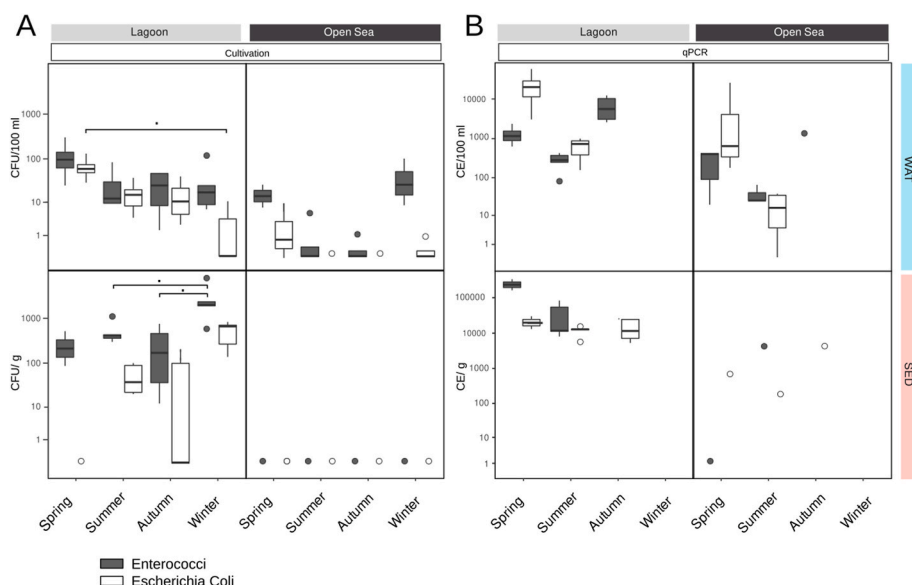 A
B
Lagoon
Open Sea
Lagoon
Open Sea
Cultivation
qPCR
CFU/100 ml
1000
100
10
1
CE/100 ml
10000
1000
100
10
1
WAT
CFU/ g
10000
1000
100
10
1
CE/ g
100000
10000
1000
100
10
1
SED
Spring
Summer
Autumn
Winter
Spring
Summer
Autumn
Winter
Spring
Summer
Autumn
Winter
Spring
Summer
Autumn
Winter
Enterococci
Escherichia Coli